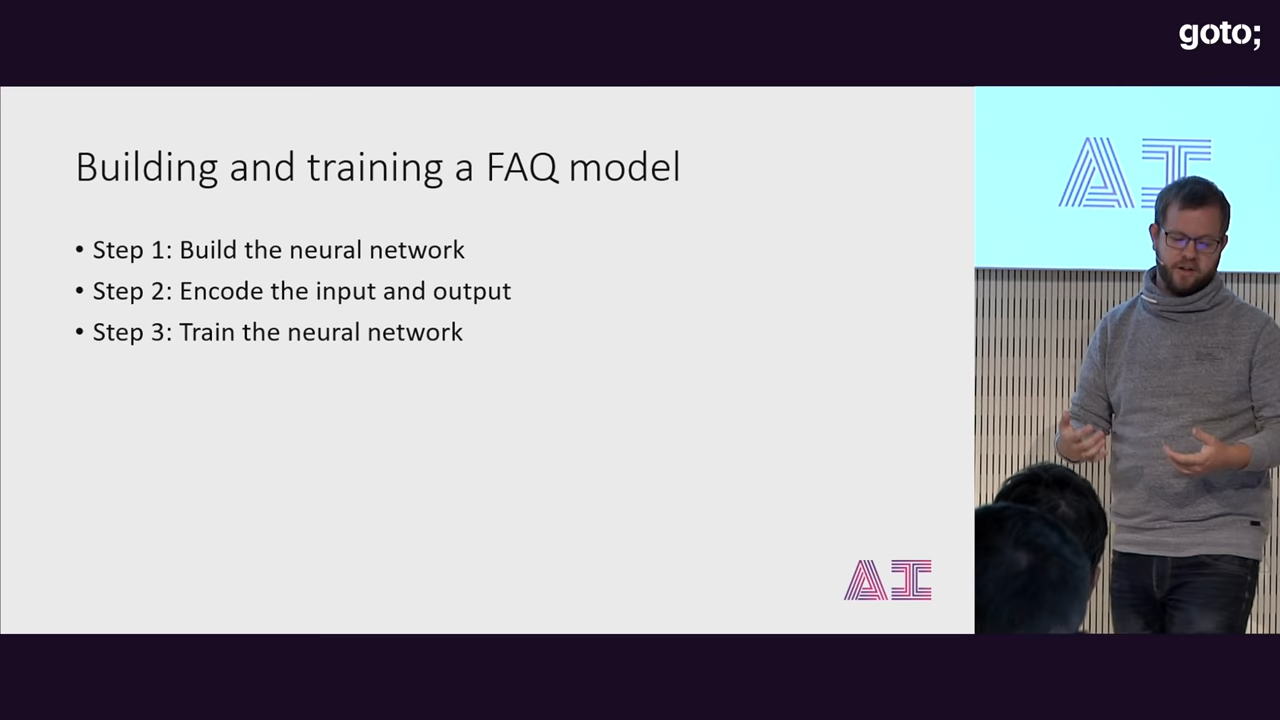 goto;
Building and training a FAQ model
• Step 1: Build the neural network
• Step 2: Encode the input and output
• Step 3: Train the neural network
AI
AI